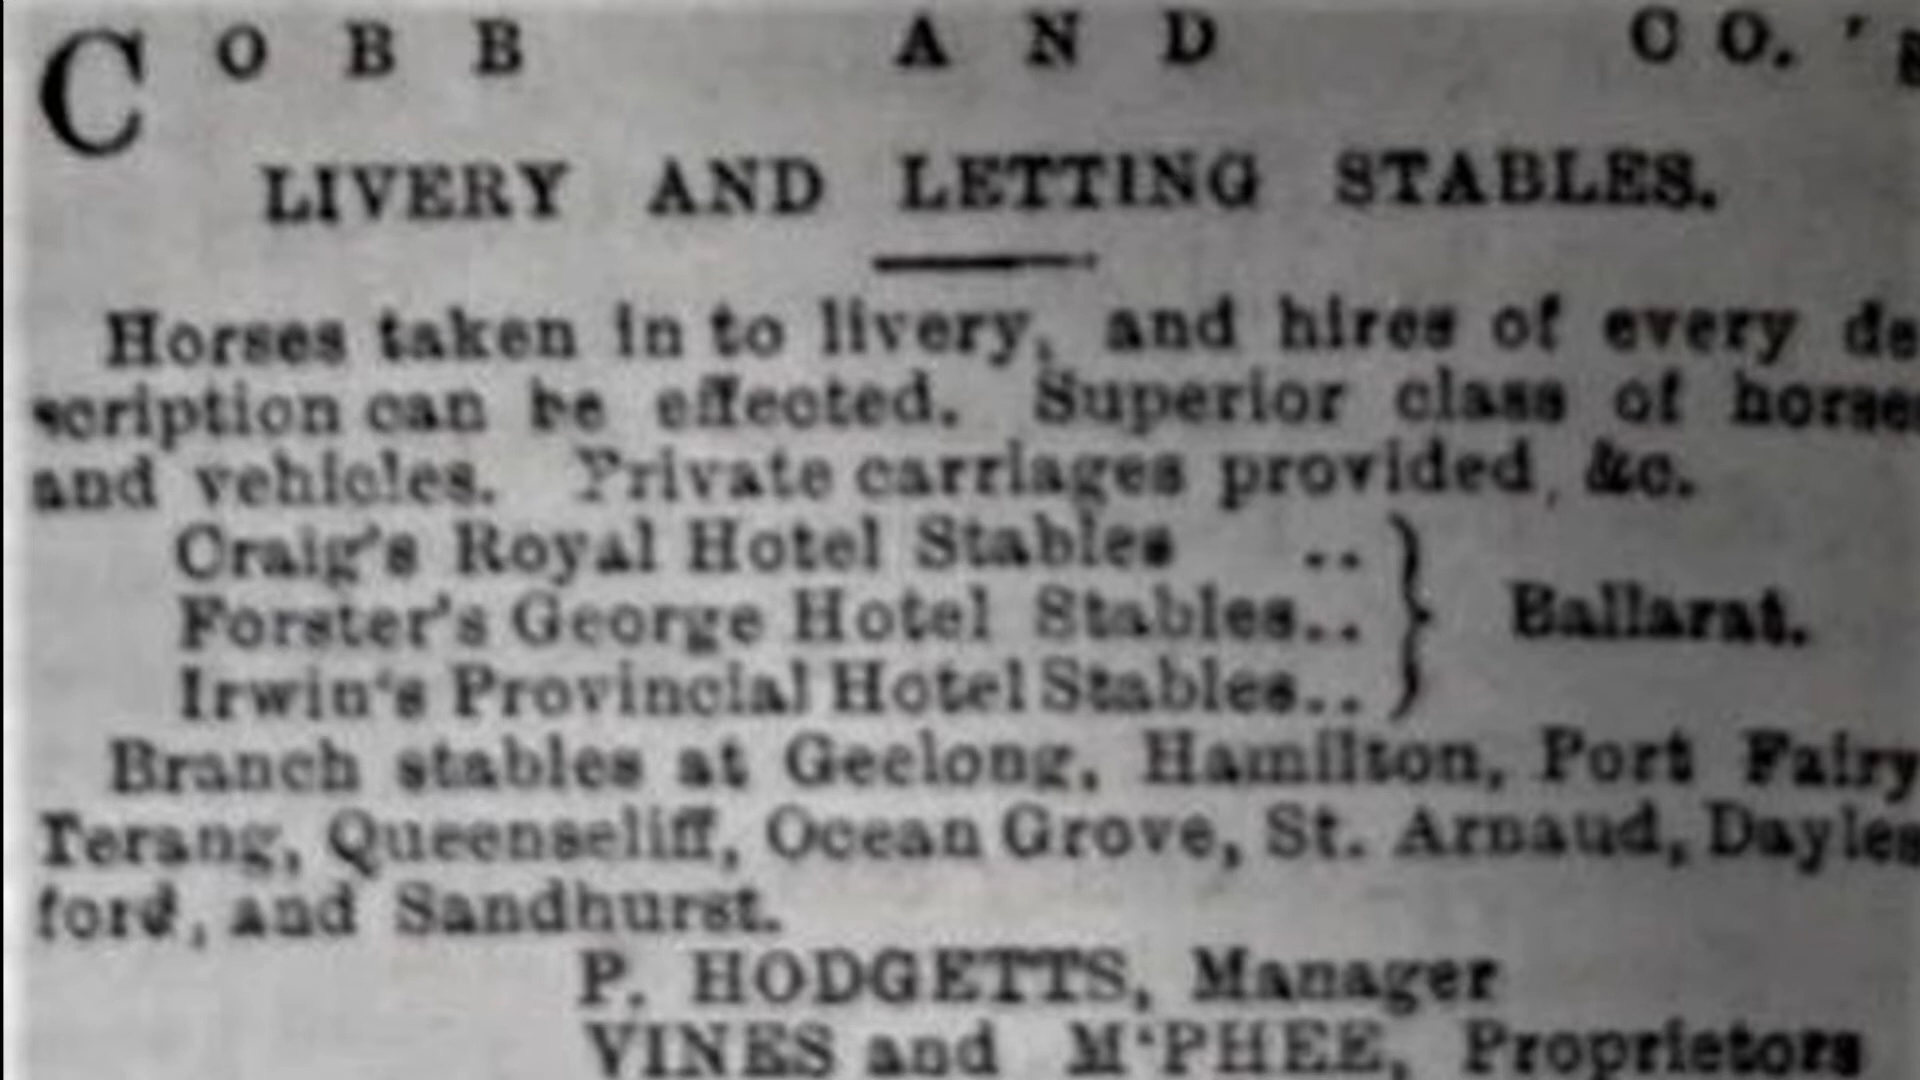 COBB AND CO.'s
LIVERY AND LETTING STABLES.
Horses taken in to livery, and hires of every de
scription can be effected. Superior class of horses
and vehicles. Private carriages provided, &c.
Craig's Royal Hotel Stables ..
Forster's George Hotel Stables.. } Ballarat.
Irwin's Provincial Hotel Stables..
Branch stables at Geelong, Hamilton, Port Fairy
Terang, Queenscliff, Ocean Grove, St. Arnaud, Dayles
ford, and Sandhurst.
P. HODGETTS, Manager
VINES and M'PHEE, Proprietors